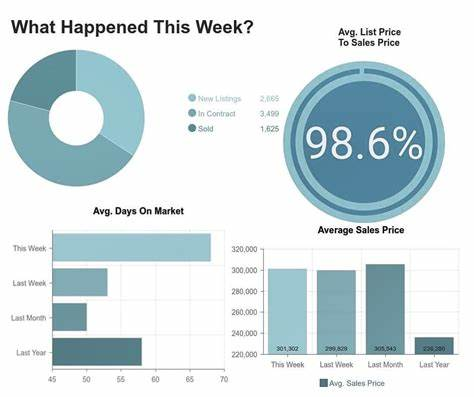 What Happened This Week?
Avg. List Price
To Sales Price
New Listings 2,665
In Contract 3,499
Sold 1,625
98.6%
Avg. Days On Market
This Week
Last Week
Last Month
Last Year
45 50 55 60 65 70
Average Sales Price
320,000
300,000
280,000
260,000
240,000
220,000
301,302 299,829 305,543
This Week Last Week Last Month Last Year
Avg. Sales Price